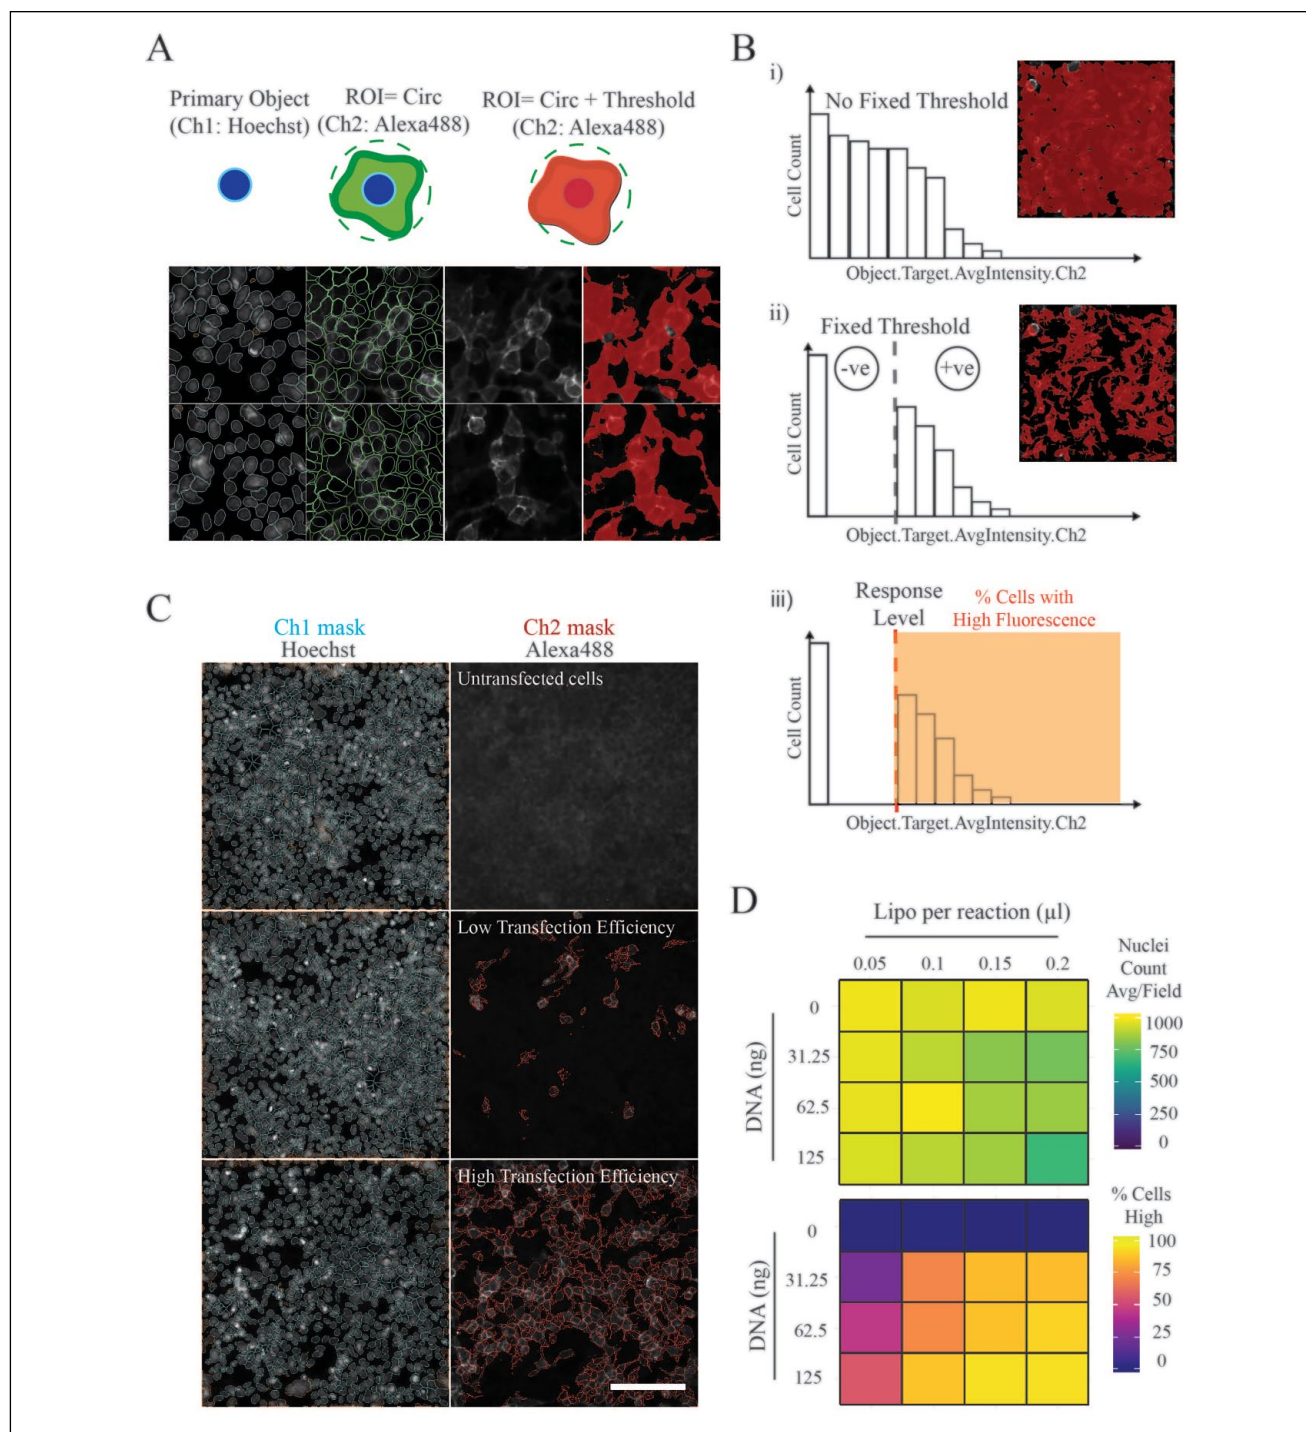 A
Primary Object
(Ch1: Hoechst)
ROI= Circ
(Ch2: Alexa488)
ROI= Circ + Threshold
(Ch2: Alexa488)
B
i)
No Fixed Threshold
Cell Count
Object.Target.AvgIntensity.Ch2
ii)
Fixed Threshold
-ve
+ve
Cell Count
Object.Target.AvgIntensity.Ch2
iii)
Response
Level
% Cells with
High Fluorescence
Cell Count
Object.Target.AvgIntensity.Ch2
C
Ch1 mask
Hoechst
Ch2 mask
Alexa488
Untransfected cells
Low Transfection Efficiency
High Transfection Efficiency
D
Lipo per reaction (µl)
0.05 0.1 0.15 0.2
DNA (ng)
0
31.25
62.5
125
Nuclei
Count
Avg/Field
1000
750
500
250
0
DNA (ng)
0
31.25
62.5
125
% Cells
High
100
75
50
25
0